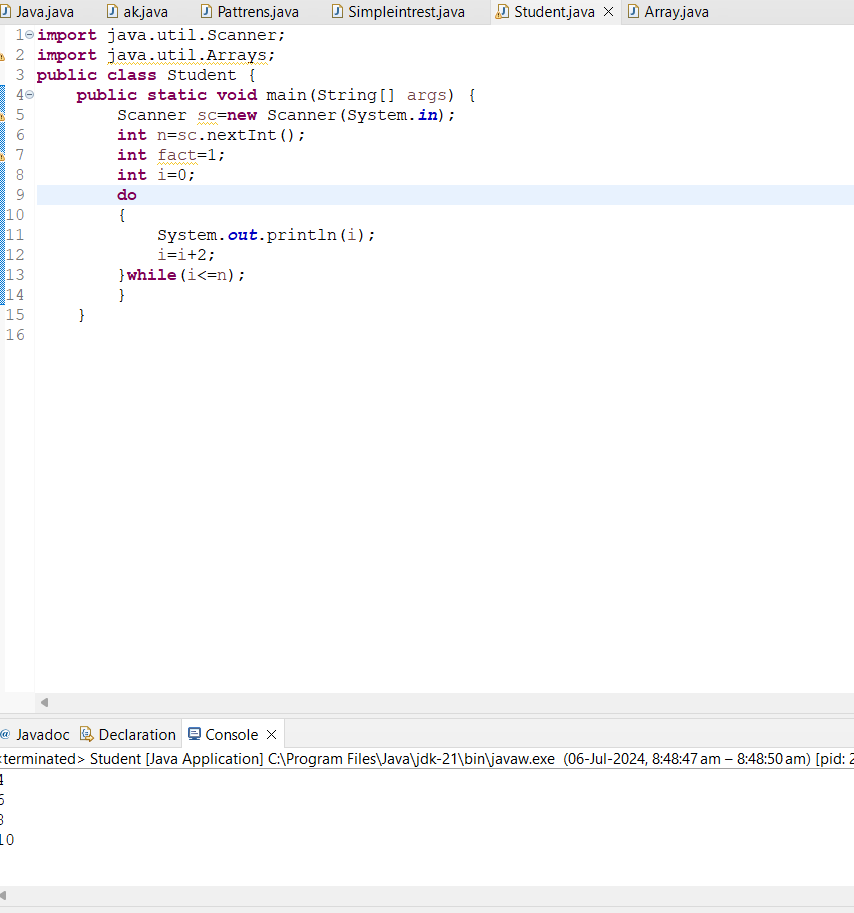 Java.java ak.java Pattrens.java Simpleintrest.java Student.java Array.java
1 import java.util.Scanner;
2 import java.util.Arrays;
3 public class Student {
4 public static void main(String[] args) {
5 Scanner sc=new Scanner(System.in);
6 int n=sc.nextInt();
7 int fact=1;
8 int i=0;
9 do
10 {
11 System.out.println(i);
12 i=i+2;
13 }while(i<=n);
14 }
15 }
16
@ Javadoc Declaration Console
<terminated> Student [Java Application] C:\Program Files\Java\jdk-21\bin\javaw.exe (06-Jul-2024, 8:48:47 am – 8:48:50 am) [pid: 2
4
6
8
10